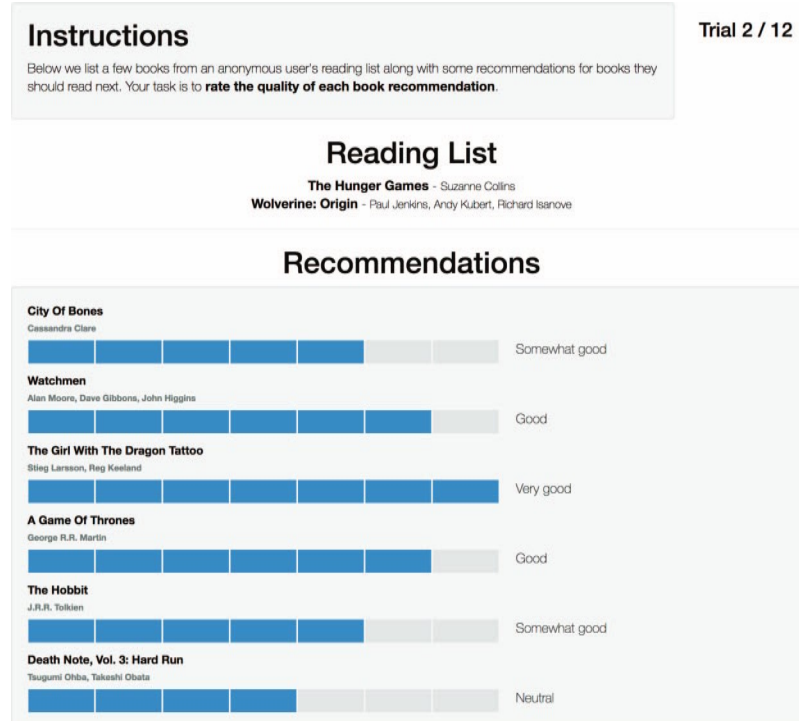 Instructions
Trial 2 / 12
Below we list a few books from an anonymous user's reading list along with some recommendations for books they
should read next. Your task is to rate the quality of each book recommendation.
Reading List
The Hunger Games - Suzanne Collins
Wolverine: Origin - Paul Jenkins, Andy Kubert, Richard Isanove
Recommendations
City Of Bones
Cassandra Clare
Somewhat good
Watchmen
Alan Moore, Dave Gibbons, John Higgins
Good
The Girl With The Dragon Tattoo
Stieg Larsson, Reg Keeland
Very good
A Game Of Thrones
George R.R. Martin
Good
The Hobbit
J.R.R. Tolkien
Somewhat good
Death Note, Vol. 3: Hard Run
Tsugumi Ohba, Takeshi Obata
Neutral